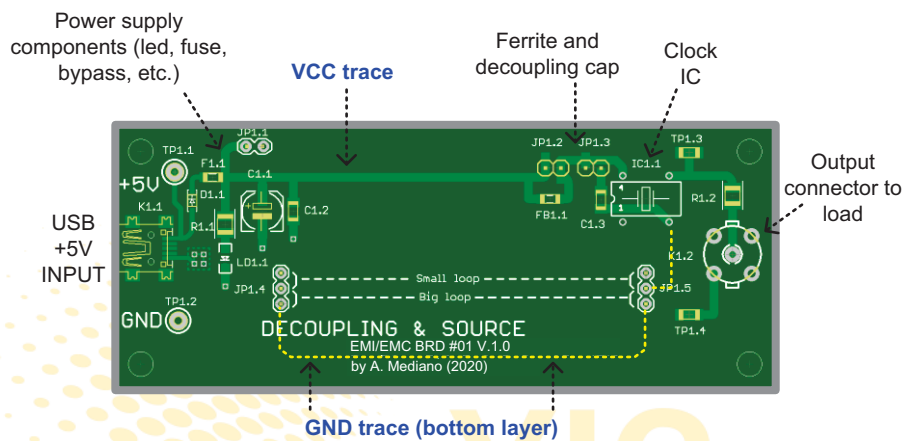 Power supply
components (led, fuse,
bypass, etc.)
VCC trace
Ferrite and
decoupling cap
Clock
IC
Output
connector to
load
USB
+5V
INPUT
JP1.1
TP1.1
F1.1
+5V
D1.1
K1.1
C1.1
C1.2
R1.1
LD1.1
JP1.2
JP1.3
IC1.1
TP1.3
4
1
FB1.1
C1.3
R1.2
K1.2
JP1.4
JP1.5
Small loop
Big loop
TP1.2
GND
TP1.4
DECOUPLING & SOURCE
EMI/EMC BRD #01 V.1.0
by A. Mediano (2020)
GND trace (bottom layer)